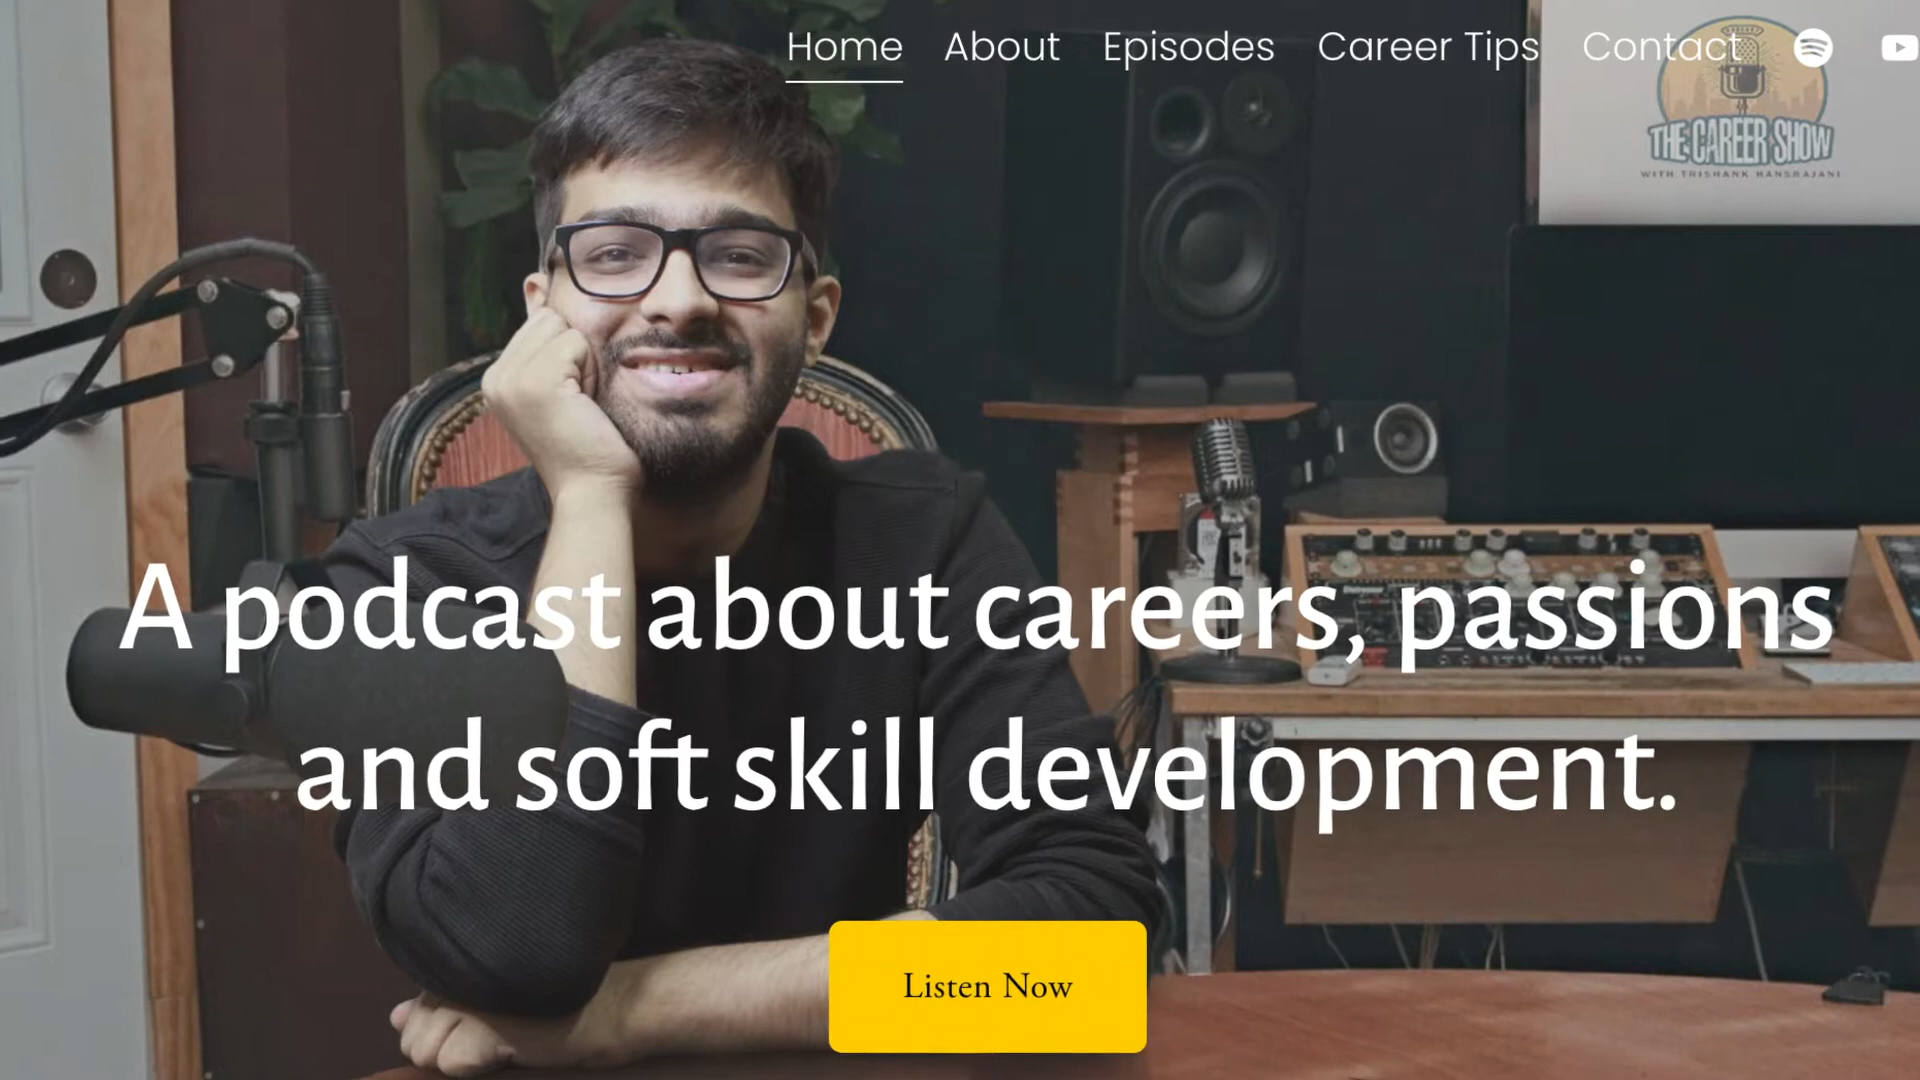 Home About Episodes Career Tips Contact
THE CAREER SHOW
WITH TRISHANK HANSRAJANI
A podcast about careers, passions
and soft skill development.
Listen Now